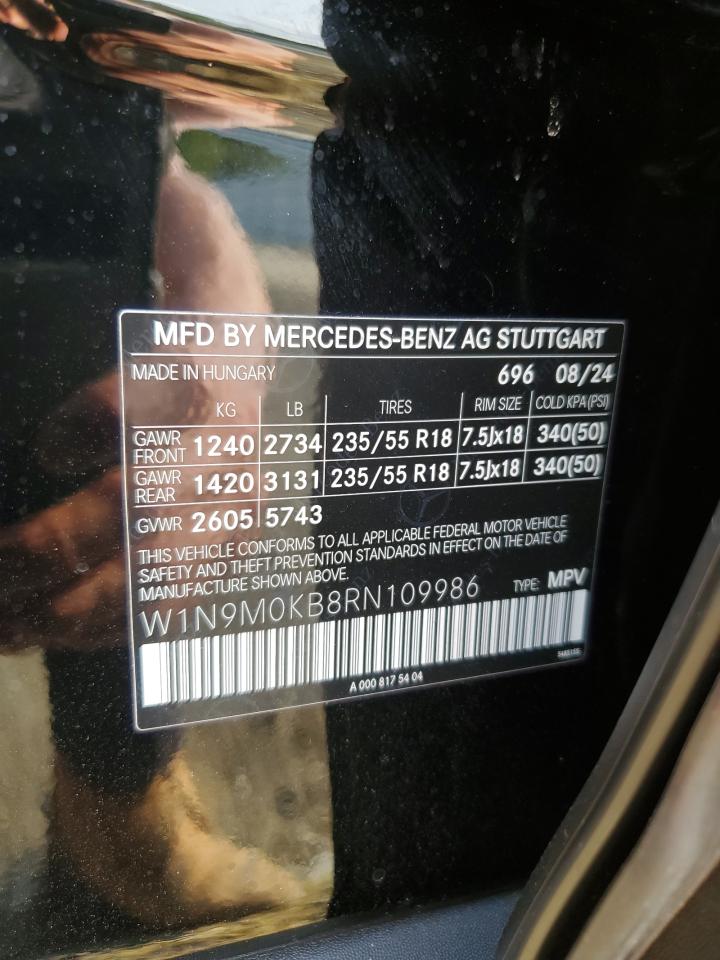 MFD BY MERCEDES-BENZ AG STUTTGART
MADE IN HUNGARY 696 08/24
KG LB TIRES RIM SIZE COLD KPA(PSI)
GAWR FRONT 1240 2734 235/55 R18 7.5Jx18 340(50)
GAWR REAR 1420 3131 235/55 R18 7.5Jx18 340(50)
GVWR 2605 5743
THIS VEHICLE CONFORMS TO ALL APPLICABLE FEDERAL MOTOR VEHICLE
SAFETY AND THEFT PREVENTION STANDARDS IN EFFECT ON THE DATE OF
MANUFACTURE SHOWN ABOVE.
W1N9M0KB8RN109986 TYPE: MPV
A 000 817 54 04